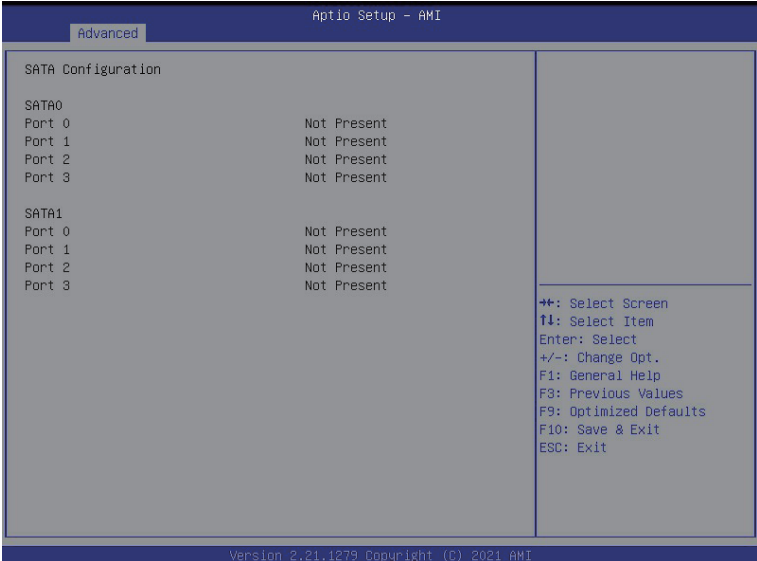 Aptio Setup – AMI
Advanced
SATA Configuration
SATA0
Port 0 Not Present
Port 1 Not Present
Port 2 Not Present
Port 3 Not Present
SATA1
Port 0 Not Present
Port 1 Not Present
Port 2 Not Present
Port 3 Not Present
→←: Select Screen
↑↓: Select Item
Enter: Select
+/-: Change Opt.
F1: General Help
F3: Previous Values
F9: Optimized Defaults
F10: Save & Exit
ESC: Exit
Version 2.21.1279 Copyright (C) 2021 AMI